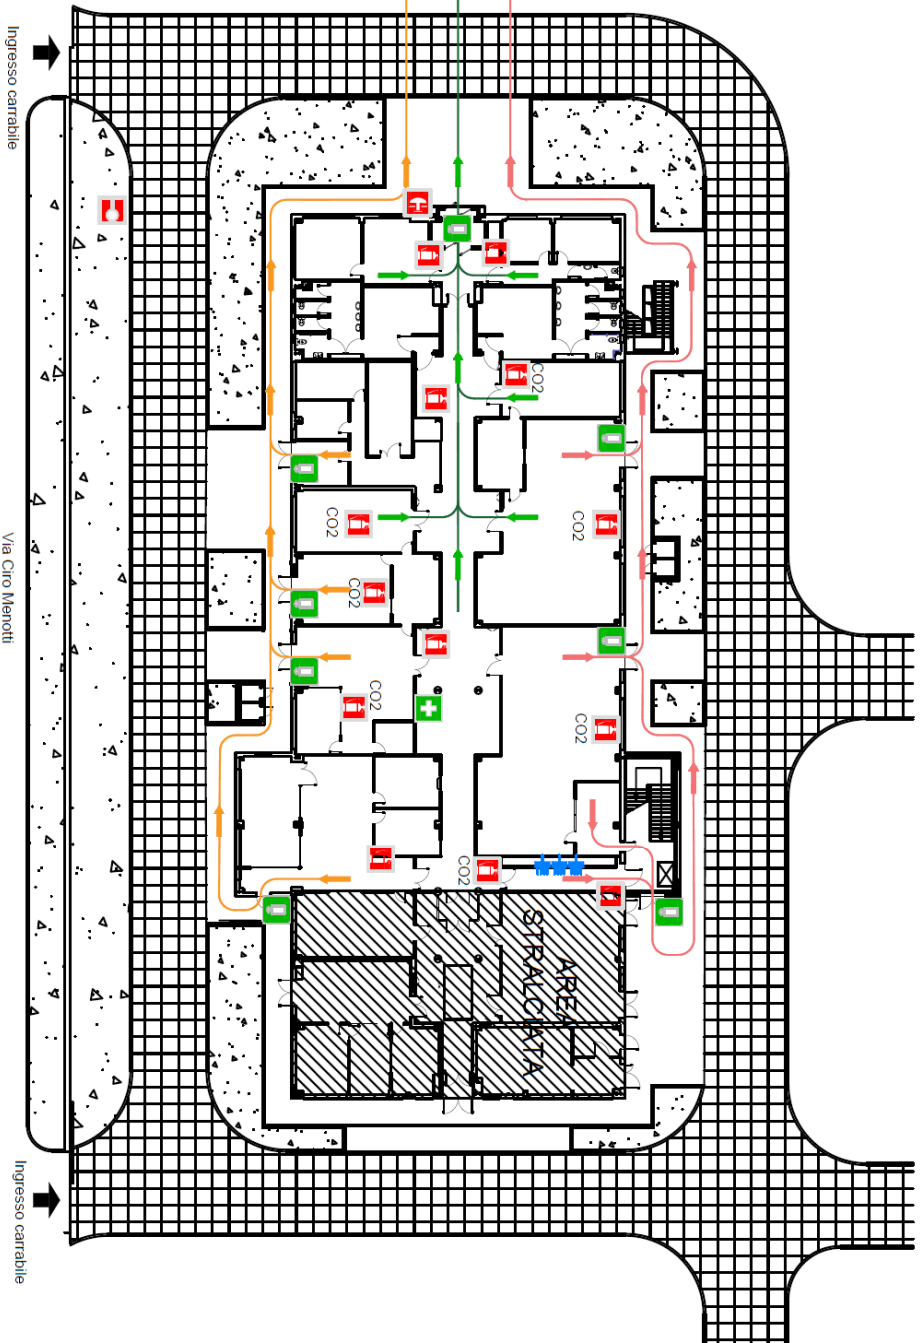 Ingresso carrabile
CO2
CO2
CO2
CO2
CO2
CO2
CO2
Via Ciro Menotti
AREA
STRALCIATA
Ingresso carrabile